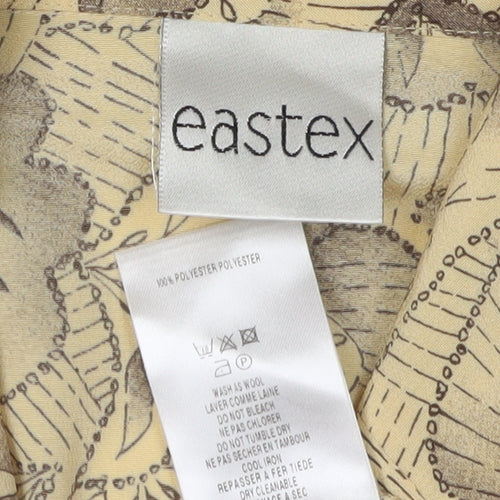 eastex
100% POLYESTER POLYESTER
P
WASH AS WOOL
LAVER COMME LAINE
DO NOT BLEACH
NE PAS CHLORER
DO NOT TUMBLE DRY
NE PAS SECHER EN TAMBOUR
COOL IRON
REPASSER A FER TIEDE
DRY CLEANABLE
A SEC